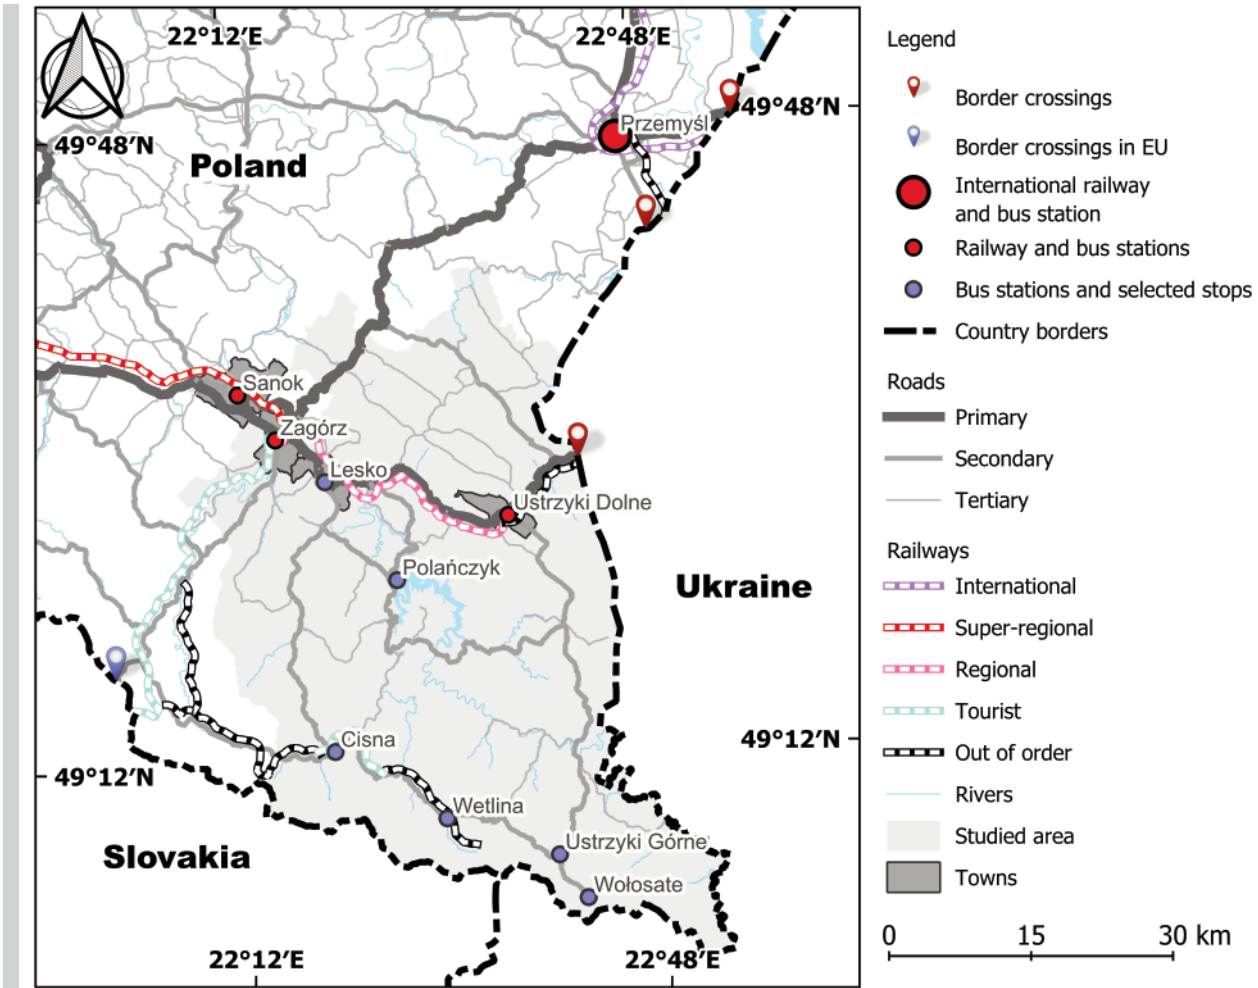 22°12′E
22°48′E
49°48′N
49°48′N
Przemyśl
Poland
Sanok
Zagórz
Lesko
Ustrzyki Dolne
Polańczyk
Ukraine
Cisna
49°12′N
49°12′N
Wetlina
Ustrzyki Górne
Slovakia
Wołosate
22°12′E
22°48′E
Legend
Border crossings
Border crossings in EU
International railway
and bus station
Railway and bus stations
Bus stations and selected stops
Country borders
Roads
Primary
Secondary
Tertiary
Railways
International
Super-regional
Regional
Tourist
Out of order
Rivers
Studied area
Towns
0 15 30 km